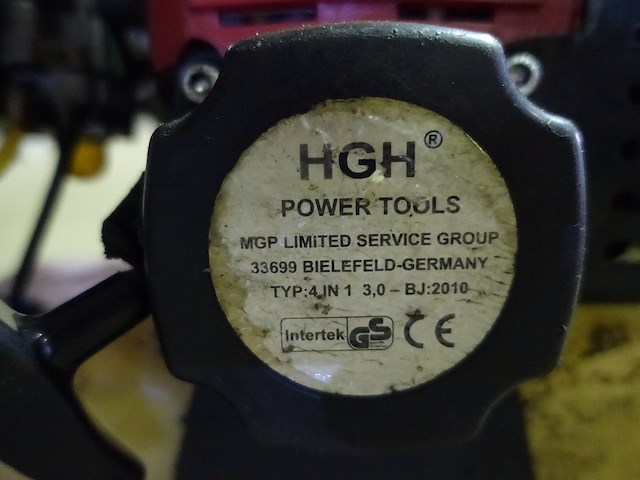 HGH®
POWER TOOLS
MGP LIMITED SERVICE GROUP
33699 BIELEFELD-GERMANY
TYP:4 IN 1 3,0 – BJ:2010
Intertek GS CE